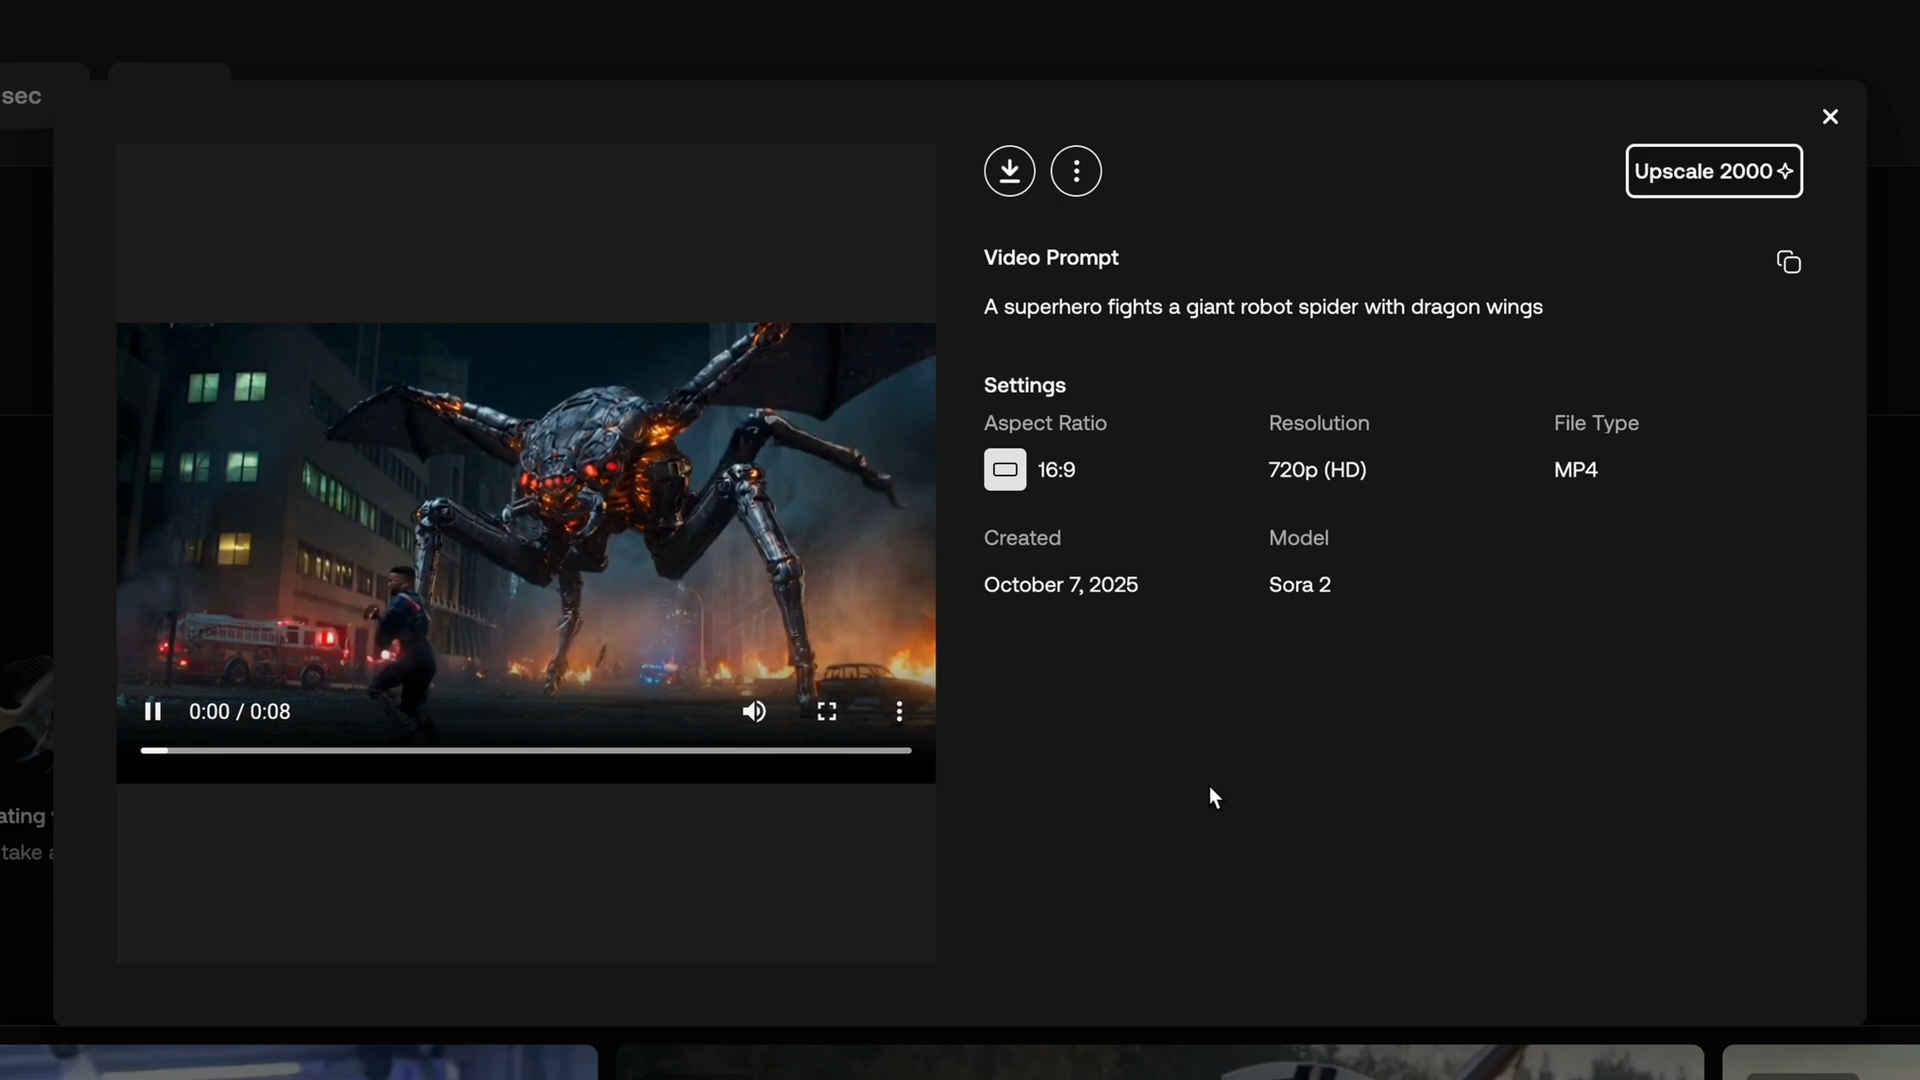 sec
Upscale 2000
Video Prompt
A superhero fights a giant robot spider with dragon wings
Settings
Aspect Ratio
Resolution
File Type
16:9
720p (HD)
MP4
Created
Model
October 7, 2025
Sora 2
0:00 / 0:08
ating
take